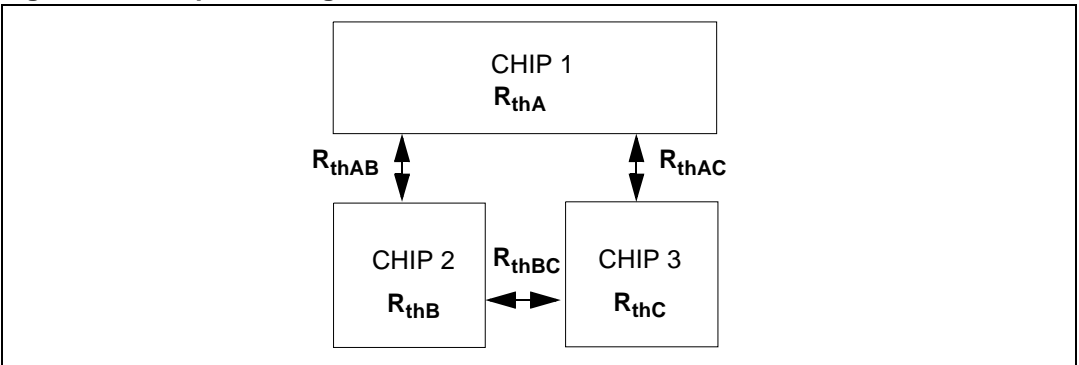 CHIP 1
RthA
RthAB
RthAC
CHIP 2
RthBC
CHIP 3
RthB
RthC